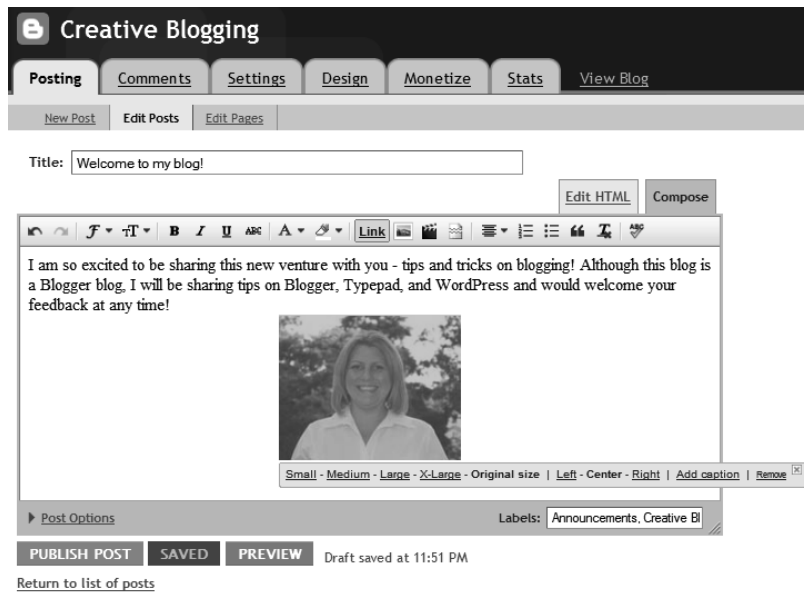 Creative Blogging
Posting Comments Settings Design Monetize Stats View Blog
New Post Edit Posts Edit Pages
Title: Welcome to my blog!
Edit HTML Compose
F T B I U ABC A Link T ABC
I am so excited to be sharing this new venture with you - tips and tricks on blogging! Although this blog is
a Blogger blog, I will be sharing tips on Blogger, Typepad, and WordPress and would welcome your
feedback at any time!
Small - Medium - Large - X-Large - Original size | Left - Center - Right | Add caption | Remove
Post Options Labels: Announcements, Creative Bl
PUBLISH POST SAVED PREVIEW Draft saved at 11:51 PM
Return to list of posts